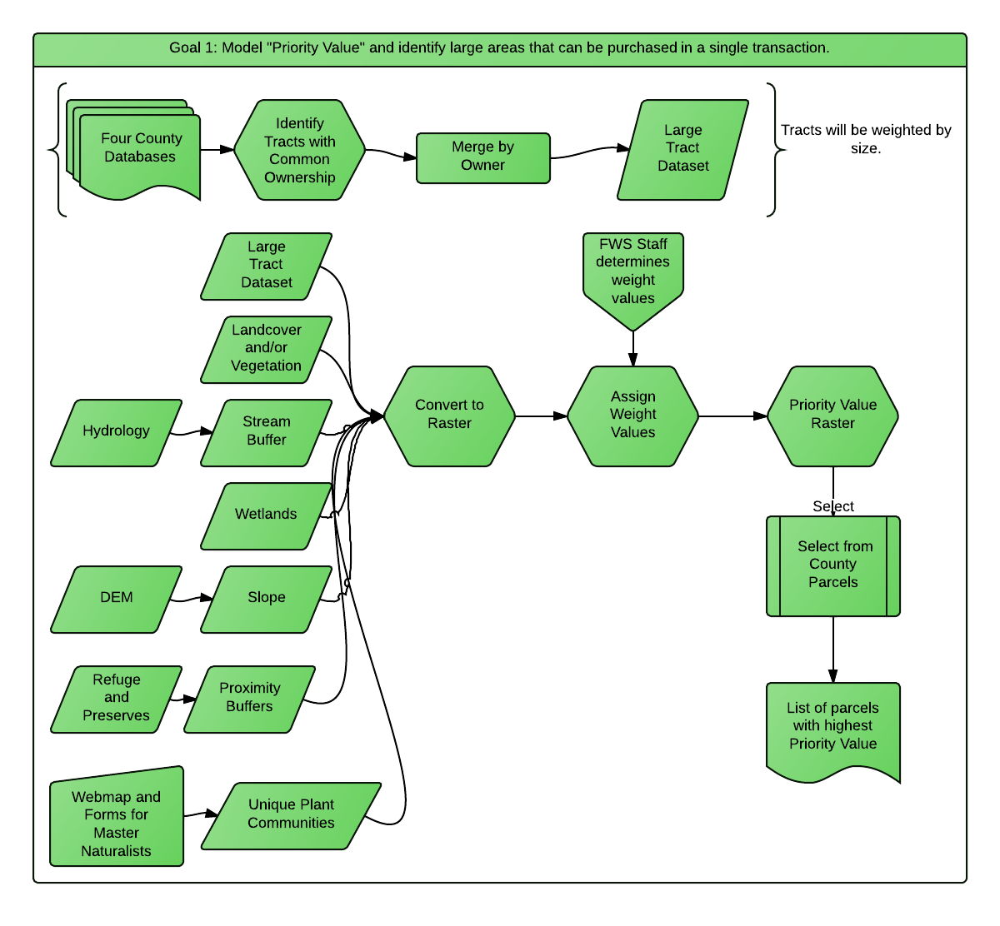 Goal 1: Model "Priority Value" and identify large areas that can be purchased in a single transaction.
Four County
Databases
Identify
Tracts with
Common
Ownership
Merge by
Owner
Large
Tract
Dataset
Tracts will be weighted by
size.
Large
Tract
Dataset
FWS Staff
determines
weight
values
Landcover
and/or
Vegetation
Hydrology
Stream
Buffer
Convert to
Raster
Assign
Weight
Values
Priority Value
Raster
Wetlands
Select
Select from
County
Parcels
DEM
Slope
Refuge
and
Preserves
Proximity
Buffers
List of parcels
with highest
Priority Value
Webmap and
Forms for
Master
Naturalists
Unique Plant
Communities